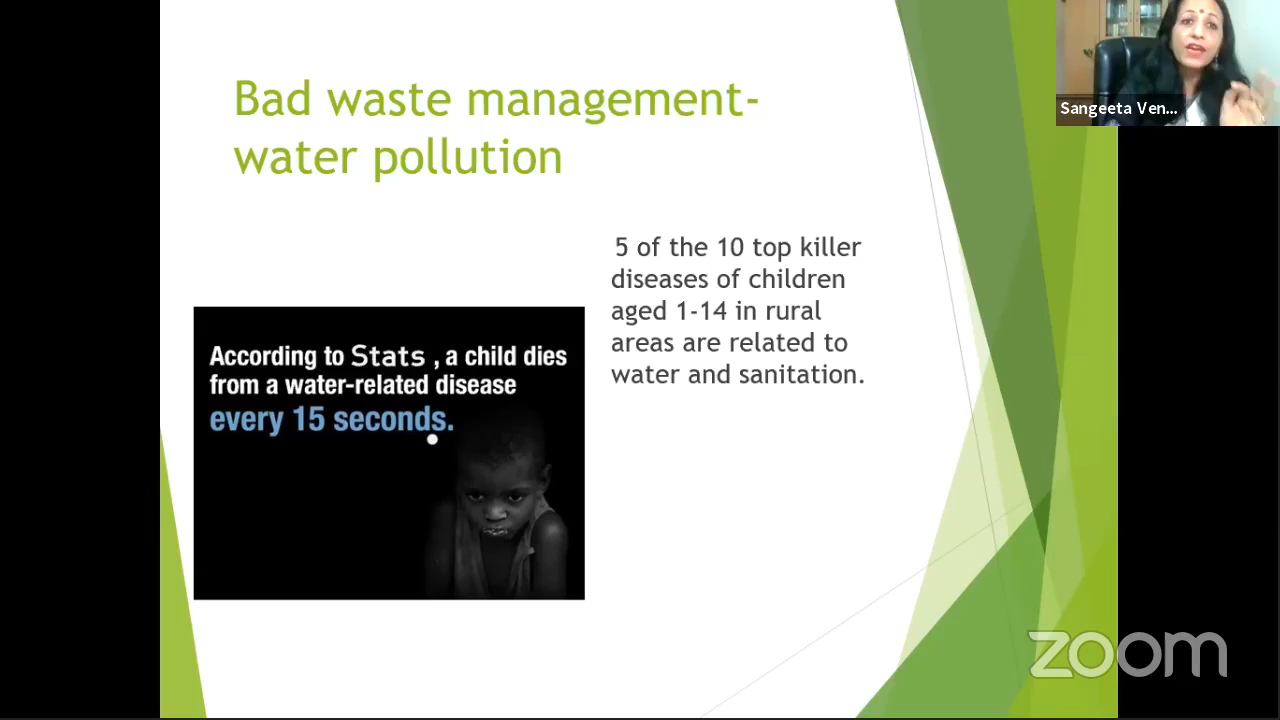 Bad waste management-
water pollution
Sangeeta Ven...
5 of the 10 top killer
diseases of children
aged 1-14 in rural
areas are related to
water and sanitation.
According to Stats , a child dies
from a water-related disease
every 15 seconds.
zoom